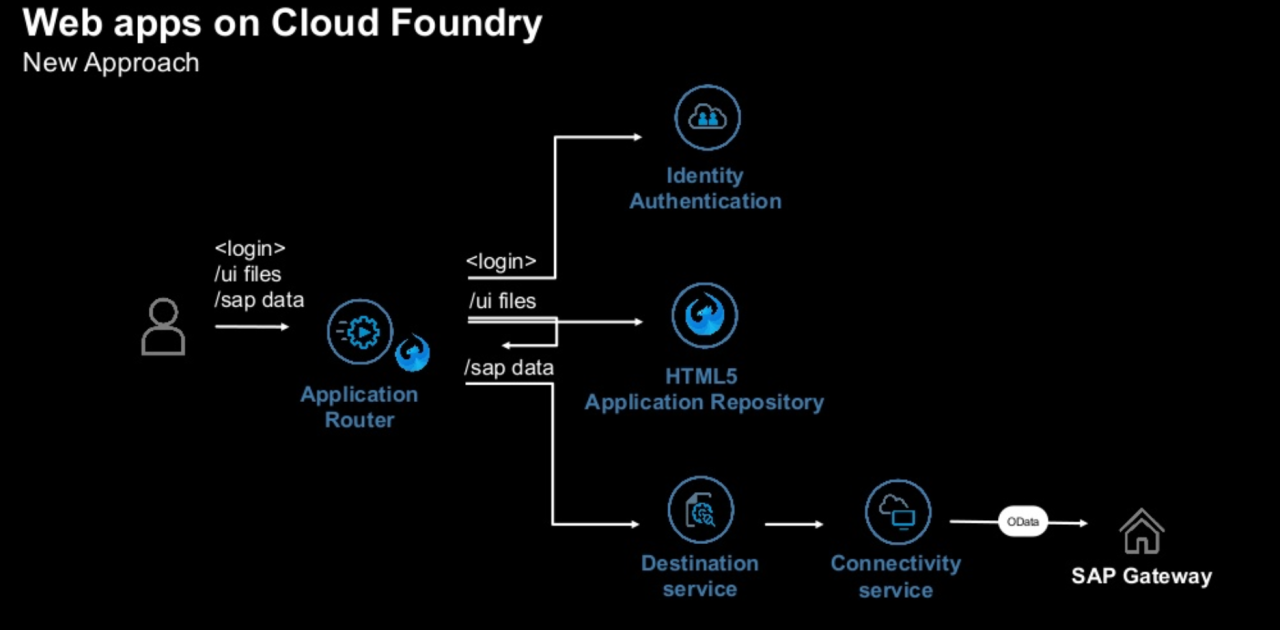 Web apps on Cloud Foundry
New Approach
Identity
Authentication
<login>
/ui files
/sap data
<login>
/ui files
/sap data
Application
Router
HTML5
Application Repository
Destination
service
Connectivity
service
OData
SAP Gateway